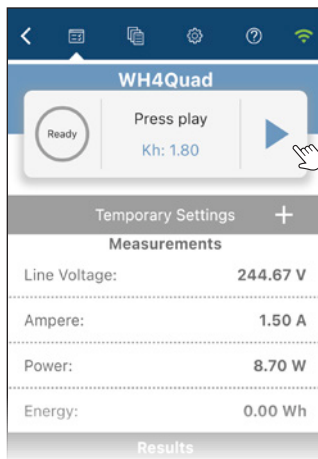 WH4Quad
Ready
Press play
Kh: 1.80
Temporary Settings +
Measurements
Line Voltage: 244.67 V
Ampere: 1.50 A
Power: 8.70 W
Energy: 0.00 Wh
Results